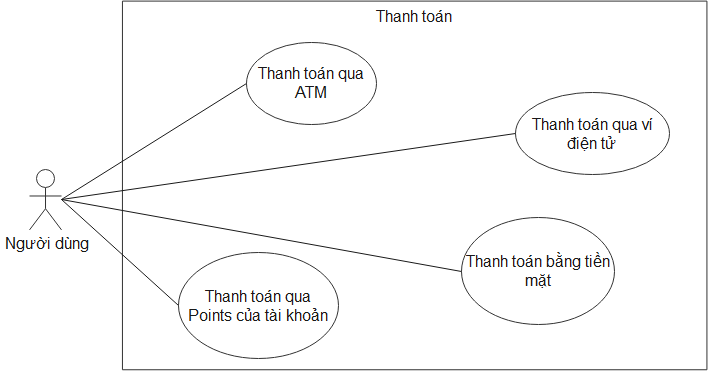 Thanh toán
Thanh toán qua
ATM
Thanh toán qua ví
điện tử
Người dùng
Thanh toán bằng tiền
mặt
Thanh toán qua
Points của tài khoản